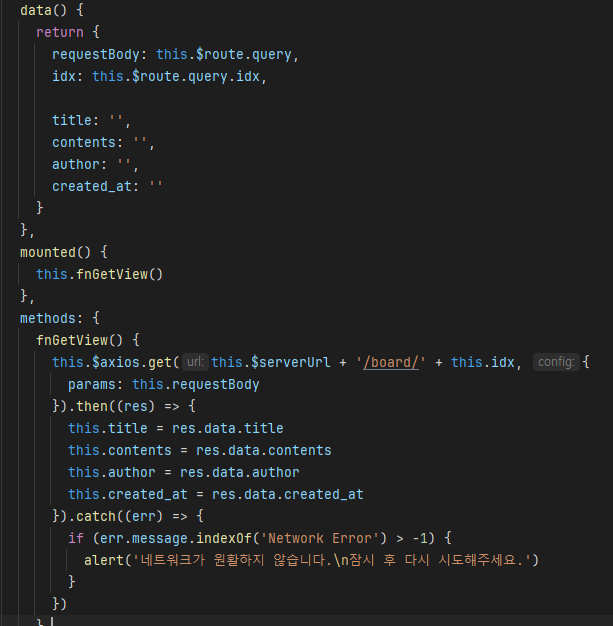 data() {
return {
requestBody: this.$route.query,
idx: this.$route.query.idx,
title: '',
contents: '',
author: '',
created_at: ''
}
},
mounted() {
this.fnGetView()
},
methods: {
fnGetView() {
this.$axios.get( url: this.$serverUrl + '/board/' + this.idx, config: {
params: this.requestBody
}).then((res) => {
this.title = res.data.title
this.contents = res.data.contents
this.author = res.data.author
this.created_at = res.data.created_at
}).catch((err) => {
if (err.message.indexOf('Network Error') > -1) {
alert('네트워크가 원활하지 않습니다.\n잠시 후 다시 시도해주세요.')
}
})
}